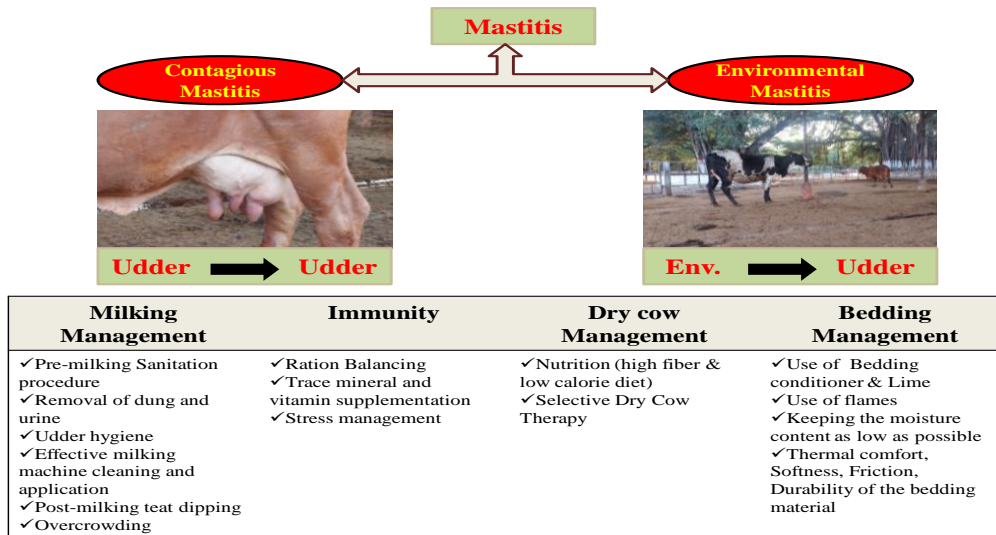 Mastitis
Contagious
Mastitis
Environmental
Mastitis
Udder Udder
Env. Udder
Milking
Management
✓Pre-milking Sanitation
procedure
✓Removal of dung and
urine
✓Udder hygiene
✓Effective milking
machine cleaning and
application
✓Post-milking teat dipping
✓Overcrowding
Immunity
✓Ration Balancing
✓Trace mineral and
vitamin supplementation
✓Stress management
Dry cow
Management
✓Nutrition (high fiber &
low calorie diet)
✓Selective Dry Cow
Therapy
Bedding
Management
✓Use of Bedding
conditioner & Lime
✓Use of flames
✓Keeping the moisture
content as low as possible
✓Thermal comfort,
Softness, Friction,
Durability of the bedding
material